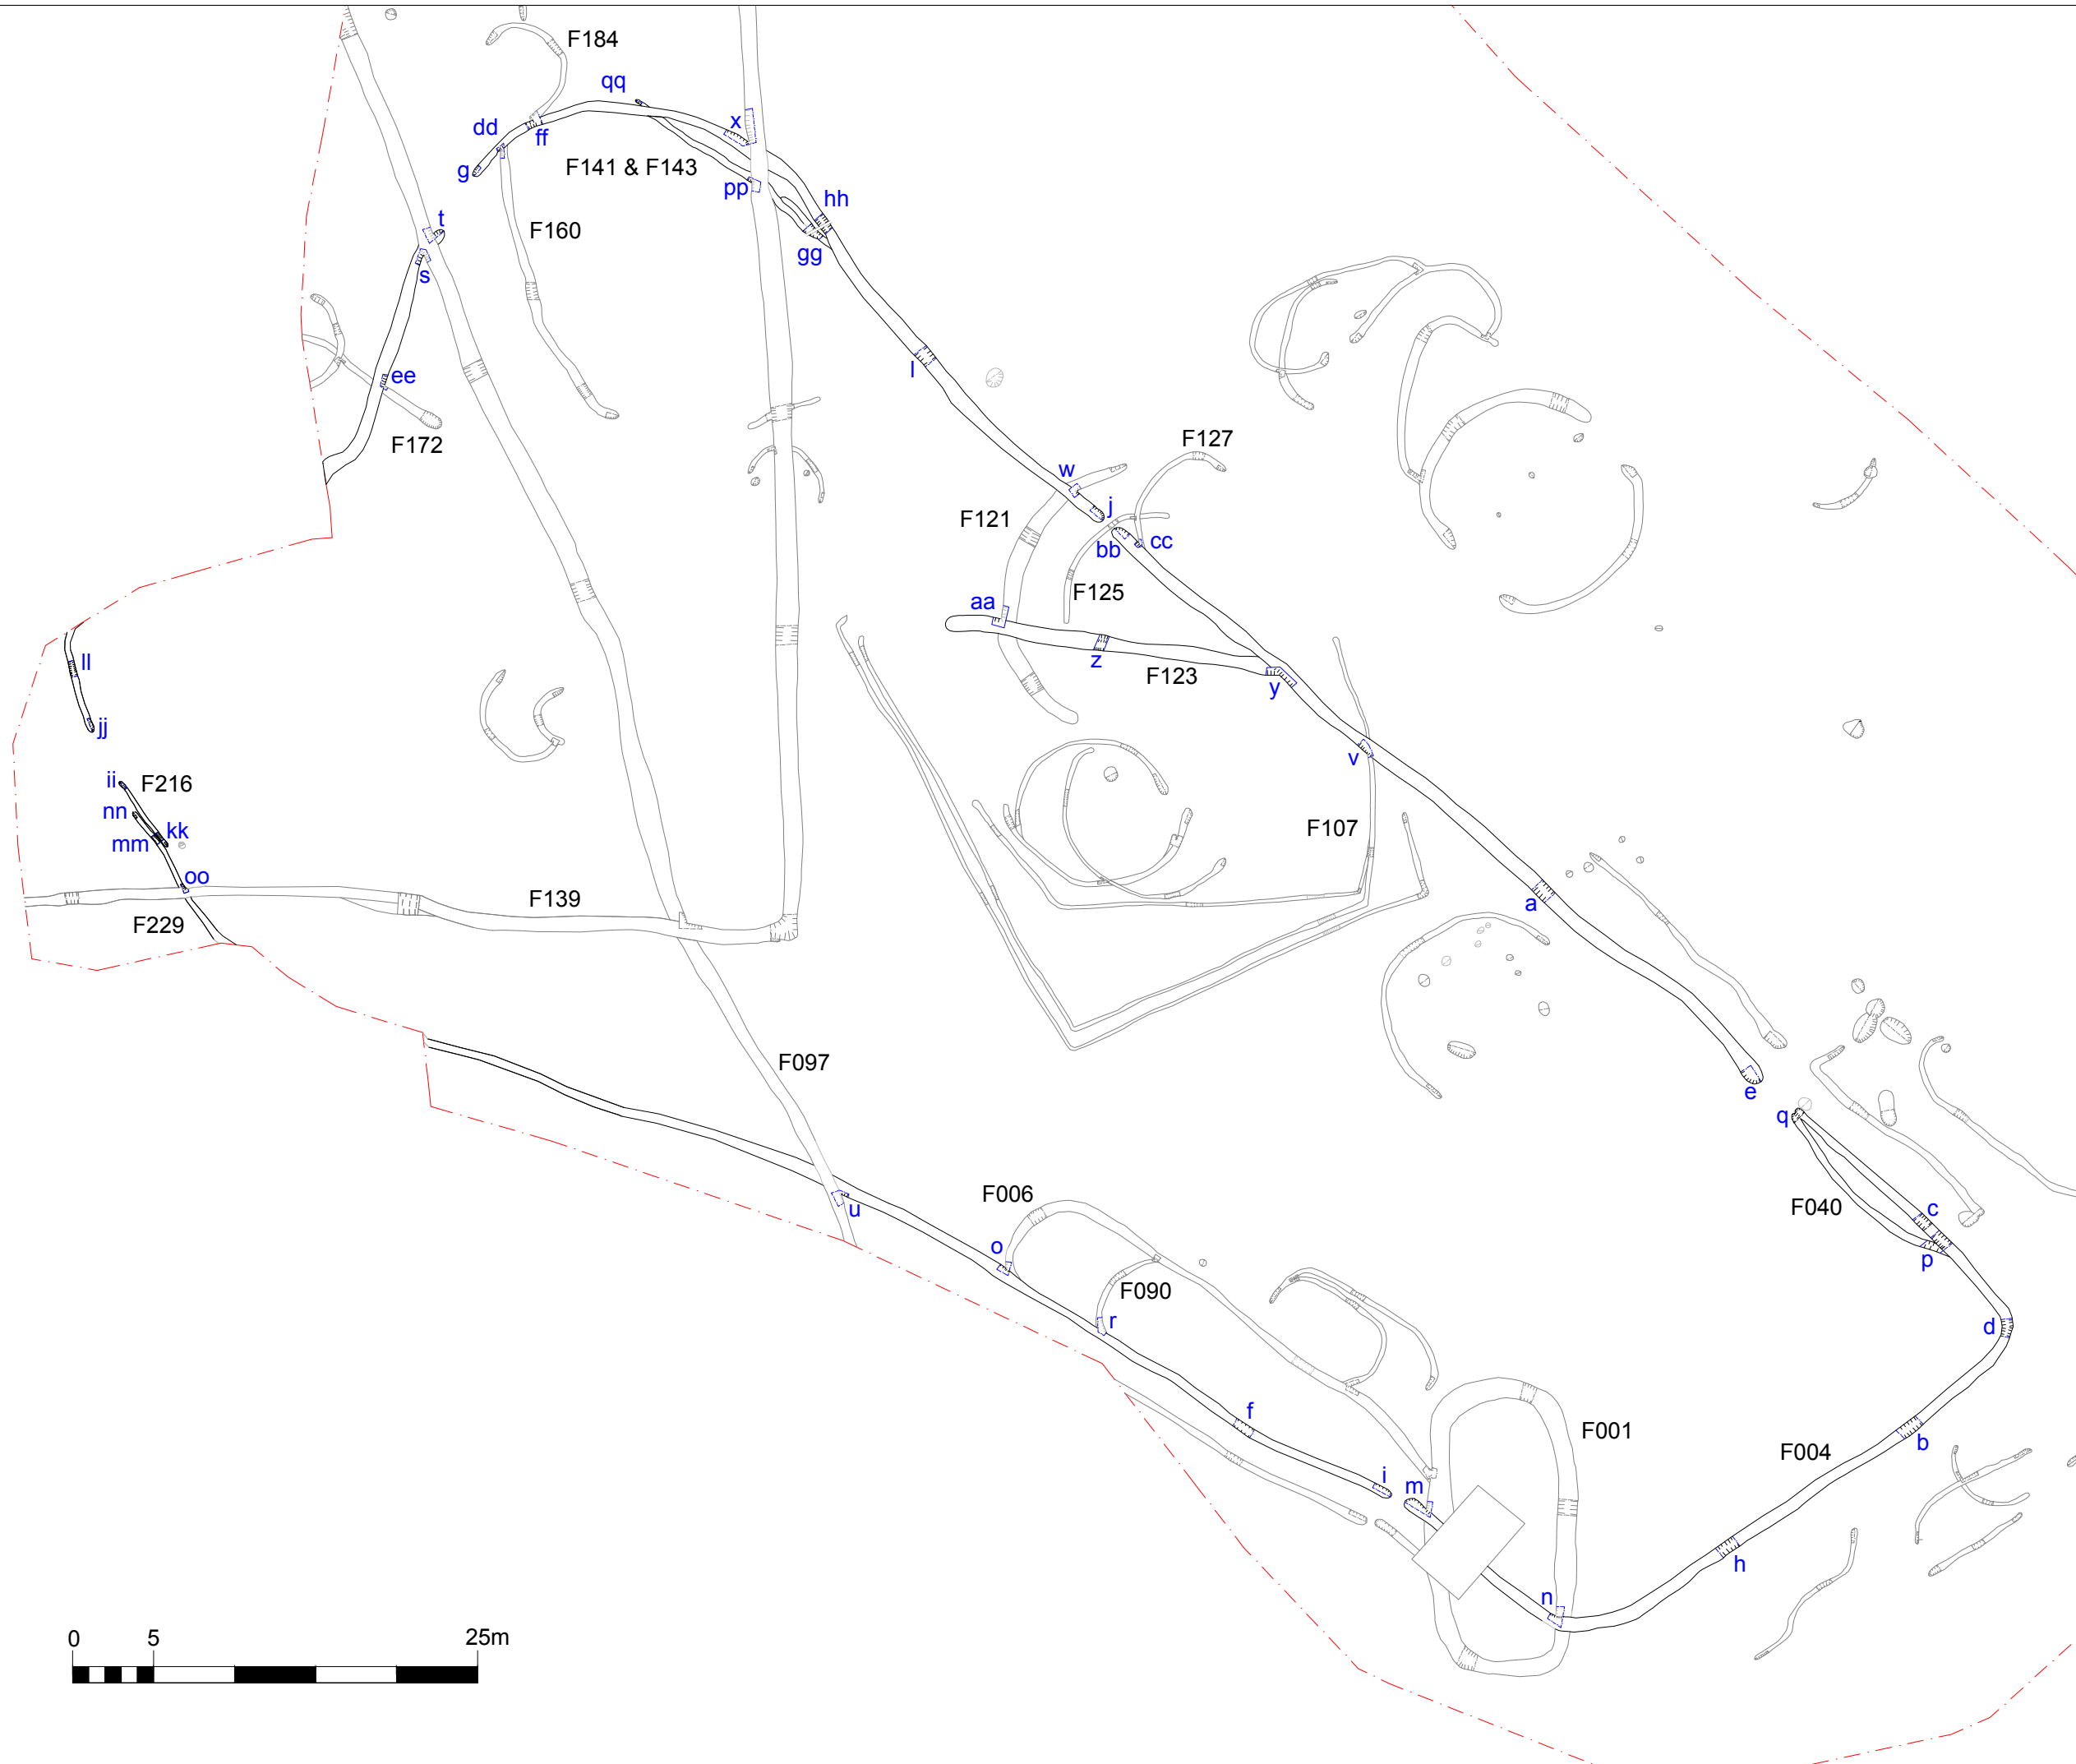 F184
qq
x
dd
ff
F141 & F143
g
pp
hh
t
F160
gg
s
l
ee
F172
F127
w
j
F121
bb
cc
F125
aa
z
F123
y
ll
v
jj
ii
F216
nn
kk
mm
F107
oo
a
F139
F229
F097
e
q
F006
F040
c
u
o
p
F090
r
d
f
F001
b
F004
i
m
h
n
0 5 25m